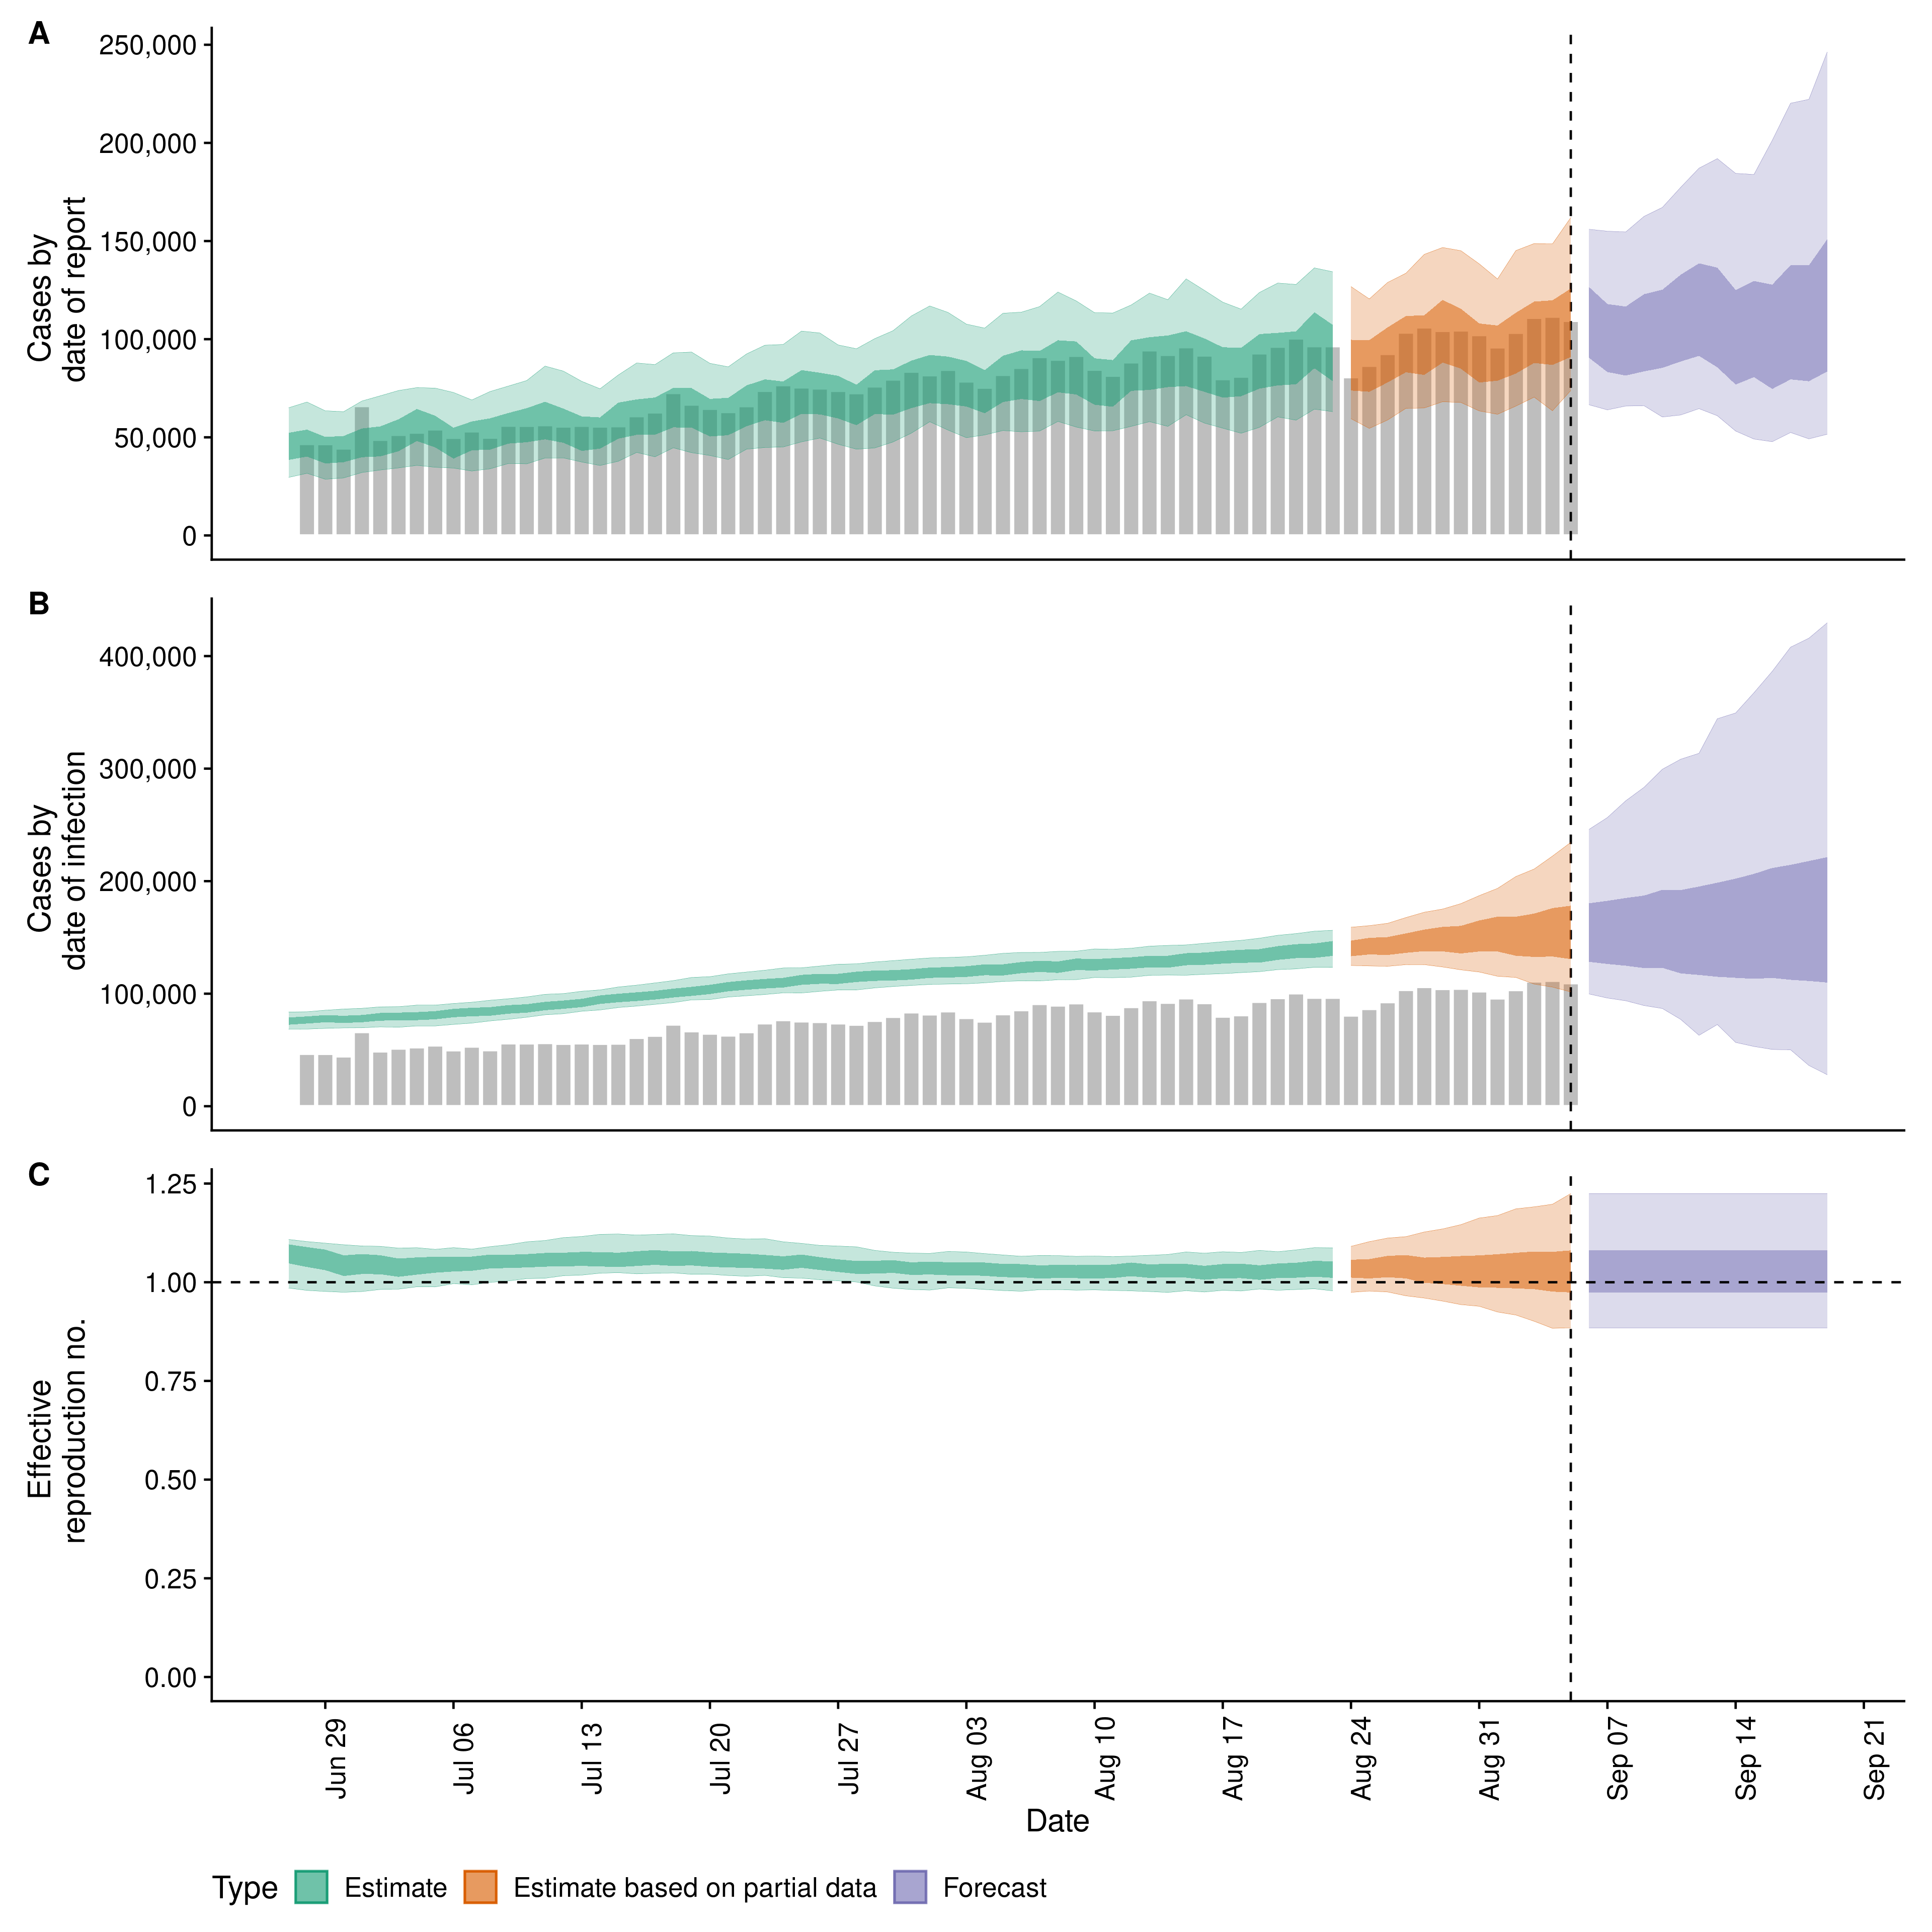 A
250,000
200,000
150,000
100,000
50,000
0
Cases by
date of report
B
400,000
300,000
200,000
100,000
0
Cases by
date of infection
C
1.25
1.00
0.75
0.50
0.25
0.00
Effective
reproduction no.
Jun 29
Jul 06
Jul 13
Jul 20
Jul 27
Aug 03
Aug 10
Aug 17
Aug 24
Aug 31
Sep 07
Sep 14
Sep 21
Date
Type Estimate Estimate based on partial data Forecast